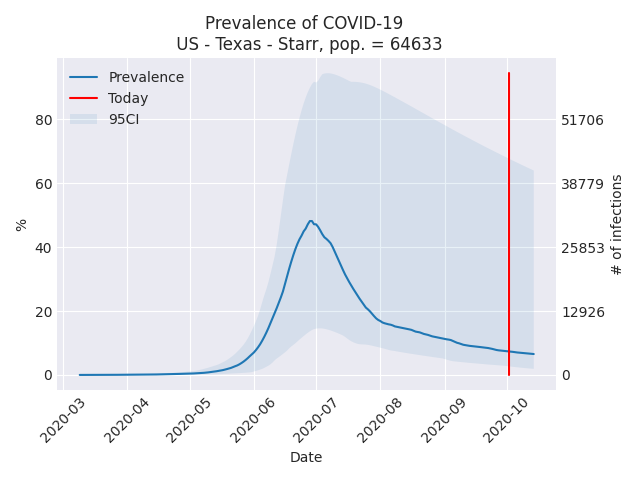 Prevalence of COVID-19
US - Texas - Starr, pop. = 64633
Prevalence
Today
95CI
80
60
40
20
0
%
51706
38779
25853
12926
0
# of infections
2020-03
2020-04
2020-05
2020-06
2020-07
2020-08
2020-09
2020-10
Date